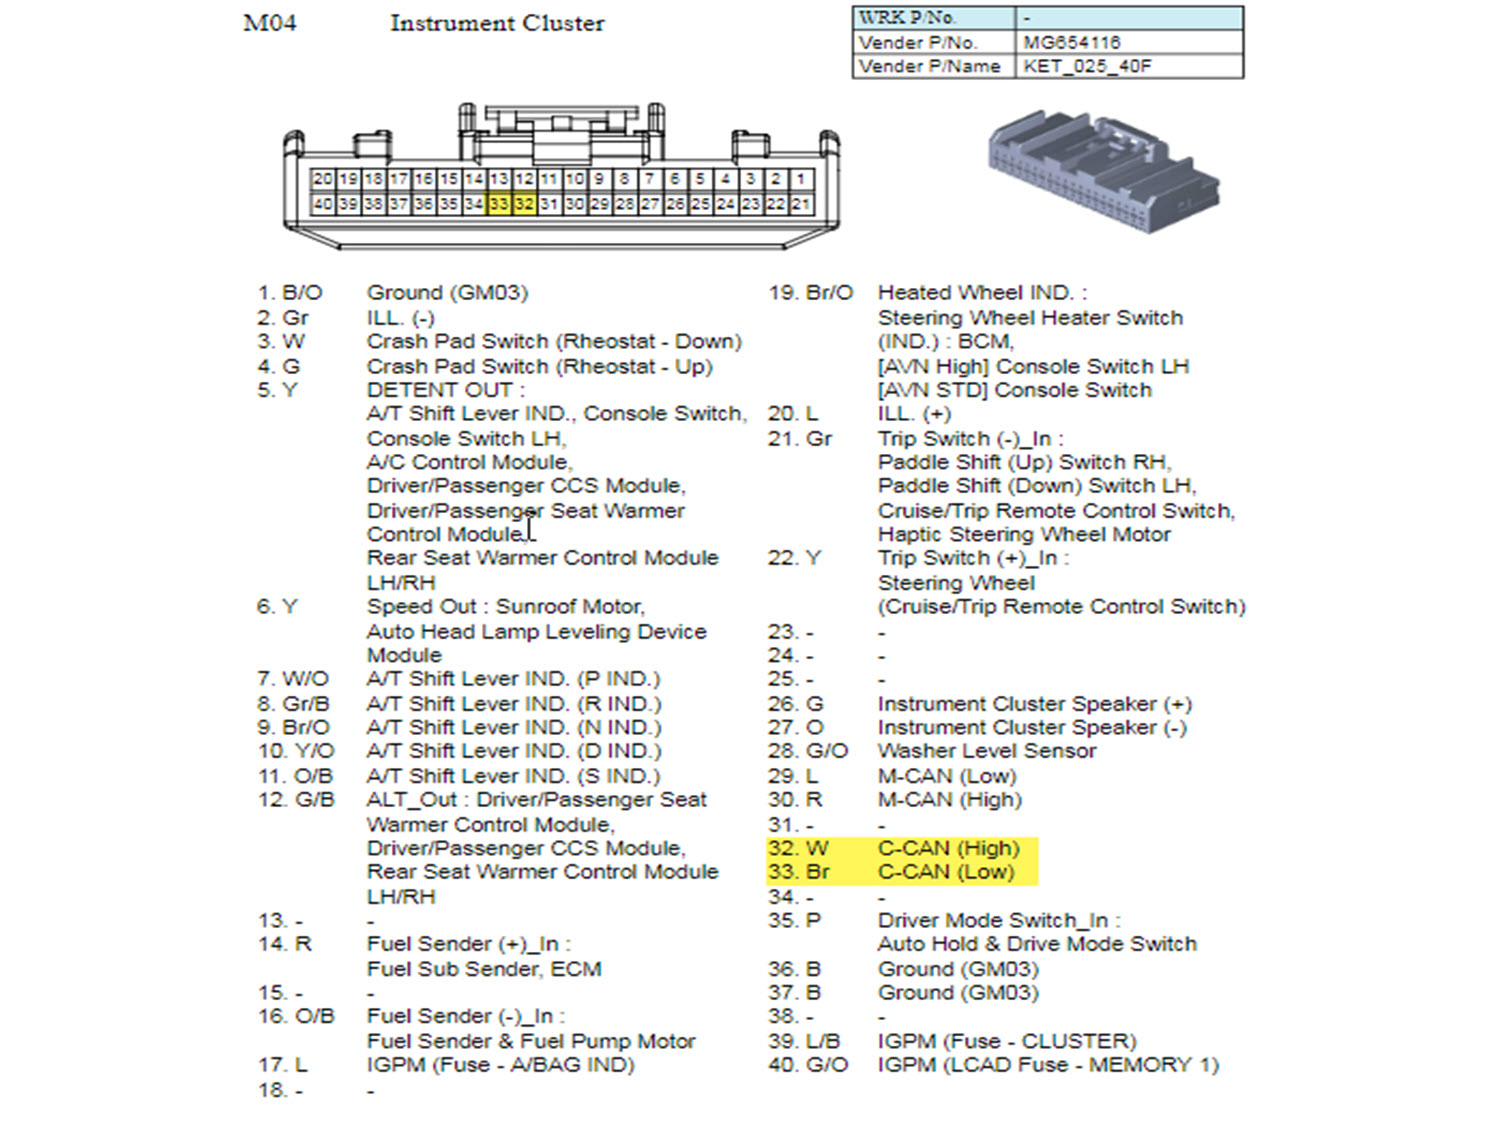 M04 Instrument Cluster
WRK P/No. -
Vender P/No. MG654116
Vender P/Name KET_025_40F
20 19 18 17 16 15 14 13 12 11 10 9 8 7 6 5 4 3 2 1
40 39 38 37 36 35 34 33 32 31 30 29 28 27 26 25 24 23 22 21
1. B/O Ground (GM03)
2. Gr ILL. (-)
3. W Crash Pad Switch (Rheostat - Down)
4. G Crash Pad Switch (Rheostat - Up)
5. Y DETENT OUT :
A/T Shift Lever IND., Console Switch,
Console Switch LH,
A/C Control Module,
Driver/Passenger CCS Module,
Driver/Passenger Seat Warmer
Control Module,
Rear Seat Warmer Control Module
LH/RH
6. Y Speed Out : Sunroof Motor,
Auto Head Lamp Leveling Device
Module
7. W/O A/T Shift Lever IND. (P IND.)
8. Gr/B A/T Shift Lever IND. (R IND.)
9. Br/O A/T Shift Lever IND. (N IND.)
10. Y/O A/T Shift Lever IND. (D IND.)
11. O/B A/T Shift Lever IND. (S IND.)
12. G/B ALT_Out : Driver/Passenger Seat
Warmer Control Module,
Driver/Passenger CCS Module,
Rear Seat Warmer Control Module
LH/RH
13. - -
14. R Fuel Sender (+)_In :
Fuel Sub Sender, ECM
15. - -
16. O/B Fuel Sender (-)_In :
Fuel Sender & Fuel Pump Motor
17. L IGPM (Fuse - A/BAG IND)
18. - -
19. Br/O Heated Wheel IND. :
Steering Wheel Heater Switch
(IND.) : BCM,
[AVN High] Console Switch LH
[AVN STD] Console Switch
20. L ILL. (+)
21. Gr Trip Switch (-)_In :
Paddle Shift (Up) Switch RH,
Paddle Shift (Down) Switch LH,
Cruise/Trip Remote Control Switch,
Haptic Steering Wheel Motor
22. Y Trip Switch (+)_In :
Steering Wheel
(Cruise/Trip Remote Control Switch)
23. - -
24. - -
25. - -
26. G Instrument Cluster Speaker (+)
27. O Instrument Cluster Speaker (-)
28. G/O Washer Level Sensor
29. L M-CAN (Low)
30. R M-CAN (High)
31. - -
32. W C-CAN (High)
33. Br C-CAN (Low)
34. - -
35. P Driver Mode Switch_In :
Auto Hold & Drive Mode Switch
36. B Ground (GM03)
37. B Ground (GM03)
38. - -
39. L/B IGPM (Fuse - CLUSTER)
40. G/O IGPM (LCAD Fuse - MEMORY 1)